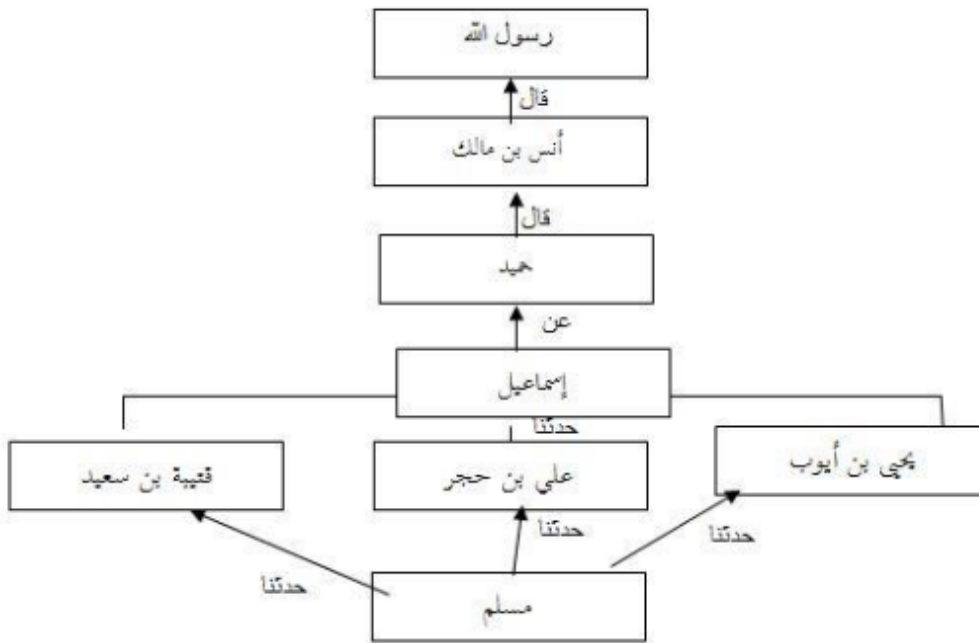 رسول الله
قال
أنس بن مالك
قال
حميد
عن
إسماعيل
حدثنا
يحيى بن أيوب
علي بن حجر
قتيبة بن سعيد
حدثنا
حدثنا
حدثنا
مسلم